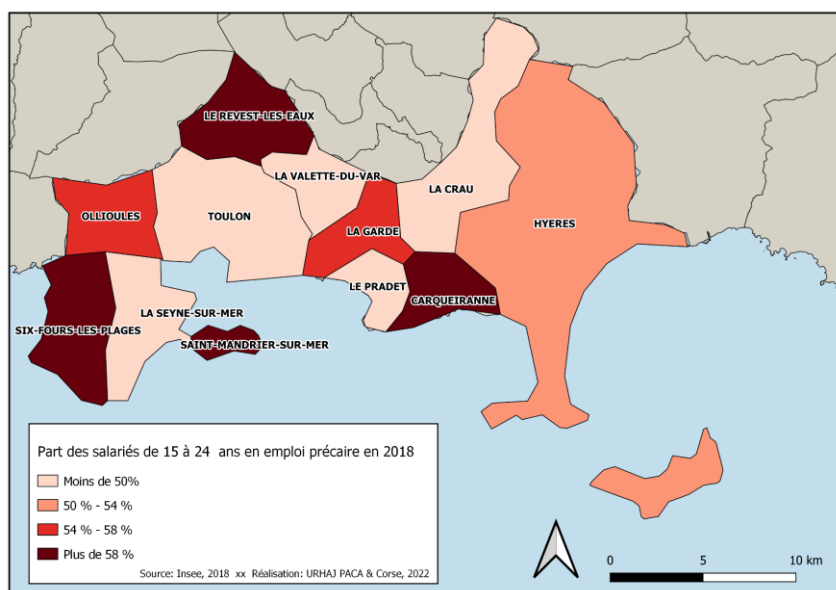 LE REVEST-LES-EAUX
LA VALETTE-DU-VAR
LA CRAU
OLLIOULES
TOULON
LA GARDE
HYERES
LE PRADET
CARQUEIRANNE
LA SEYNE-SUR-MER
SIX-FOURS-LES-PLAGES
SAINT-MANDRIER-SUR-MER
Part des salariés de 15 à 24 ans en emploi précaire en 2018
Moins de 50%
50 % - 54 %
54 % - 58 %
Plus de 58 %
Source: Insee, 2018 xx Réalisation: URHAJ PACA & Corse, 2022
0 5 10 km